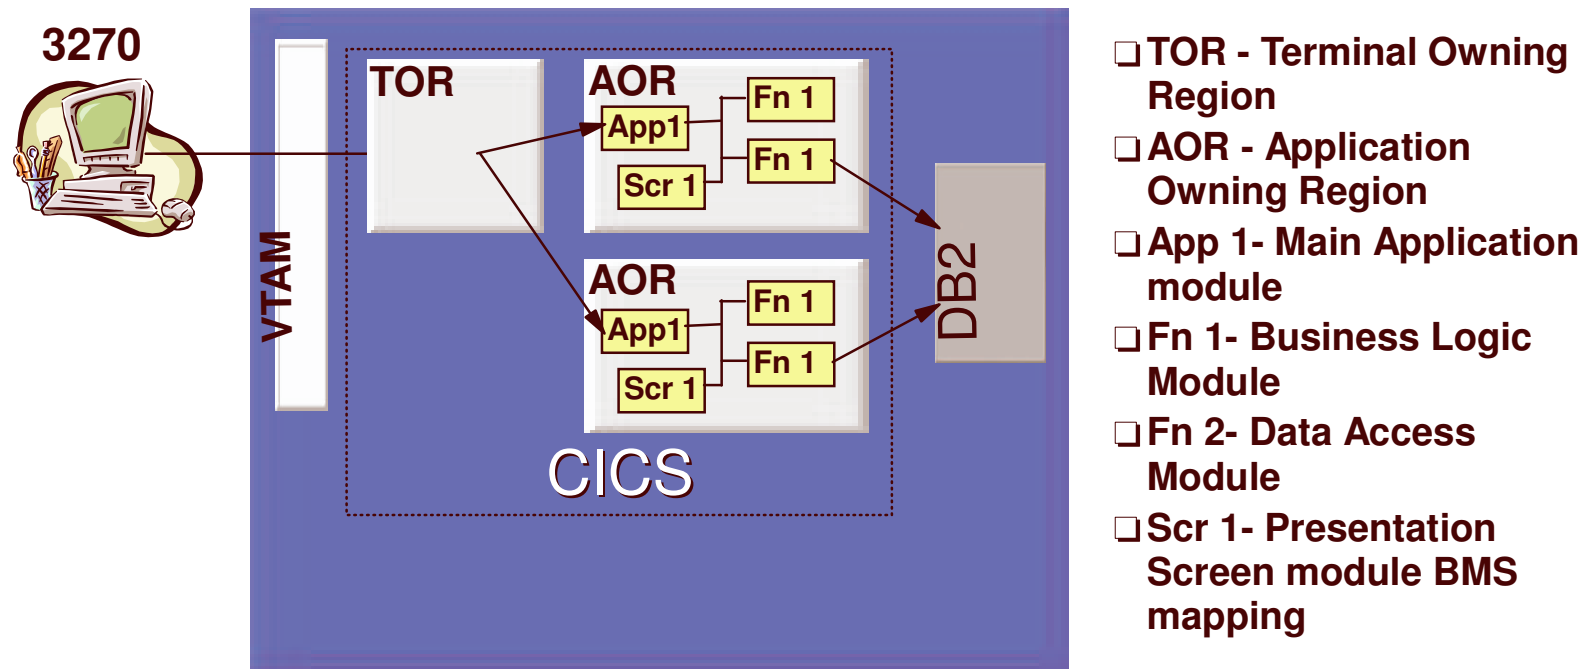 3270
VTAM
TOR
AOR
App1
Fn 1
Fn 1
Scr 1
AOR
App1
Fn 1
Fn 1
Scr 1
DB2
CICS
TOR - Terminal Owning
Region
AOR - Application
Owning Region
App 1- Main Application
module
Fn 1- Business Logic
Module
Fn 2- Data Access
Module
Scr 1- Presentation
Screen module BMS
mapping